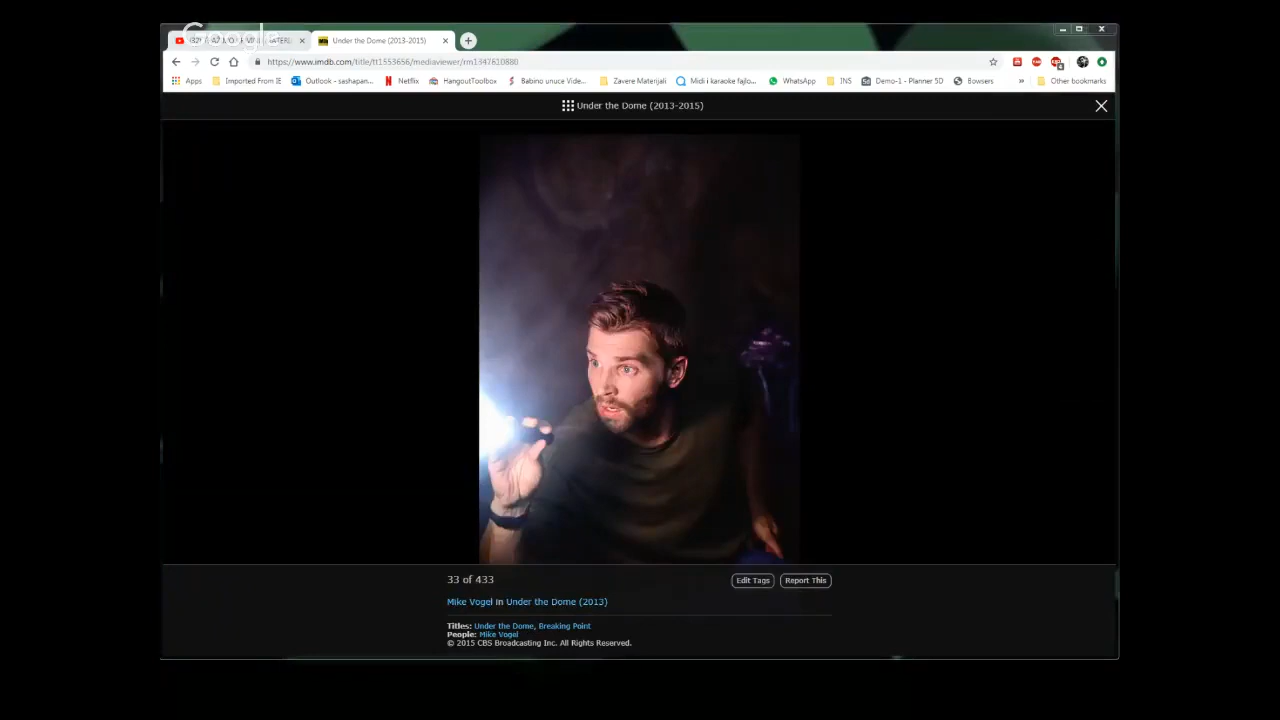 Google
Under the Dome (2013-2015)
https://www.imdb.com/title/tt1553656/mediaviewer/rm1347610880
Apps
Imported From IE
Outlook - sashapan...
Netflix
HangoutToolbox
Babino unuce Vide...
Zavere Materijali
Midi i karaoke fajlo...
WhatsApp
INS
Demo-1 - Planner 5D
Bowsers
»
Other bookmarks
Under the Dome (2013-2015)
33 of 433
Edit Tags
Report This
Mike Vogel in Under the Dome (2013)
Titles: Under the Dome, Breaking Point
People: Mike Vogel
© 2015 CBS Broadcasting Inc. All Rights Reserved.